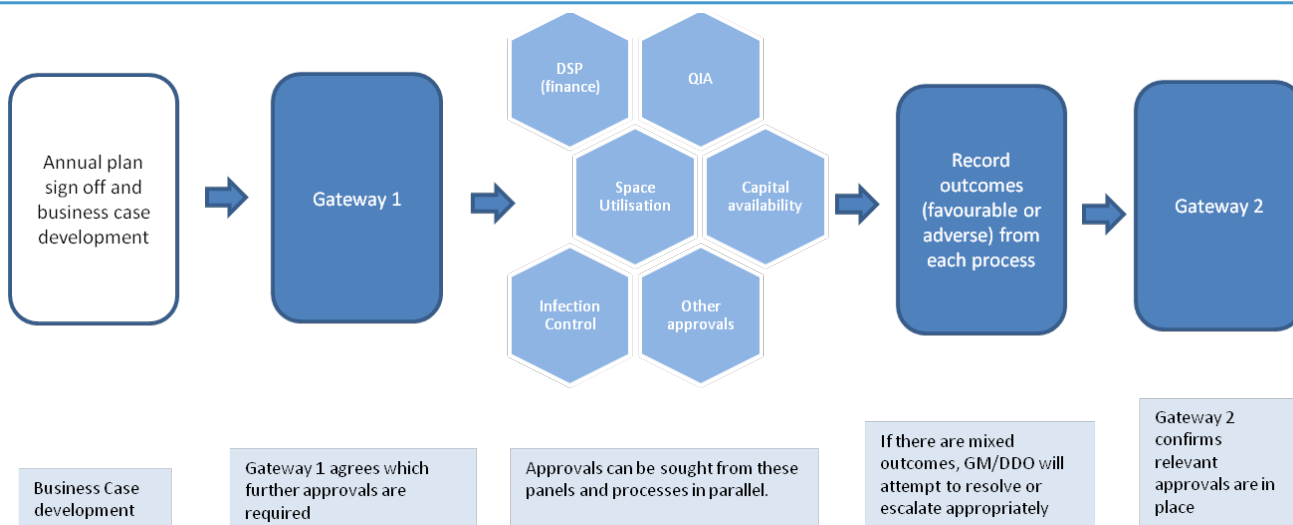 Annual plan
sign off and
business case
development
Gateway 1
DSP
(finance)
QIA
Space
Utilisation
Capital
availability
Infection
Control
Other
approvals
Record
outcomes
(favourable or
adverse) from
each process
Gateway 2
Business Case
development
Gateway 1 agrees which
further approvals are
required
Approvals can be sought from these
panels and processes in parallel.
If there are mixed
outcomes, GM/DDO will
attempt to resolve or
escalate appropriately
Gateway 2
confirms
relevant
approvals are in
place